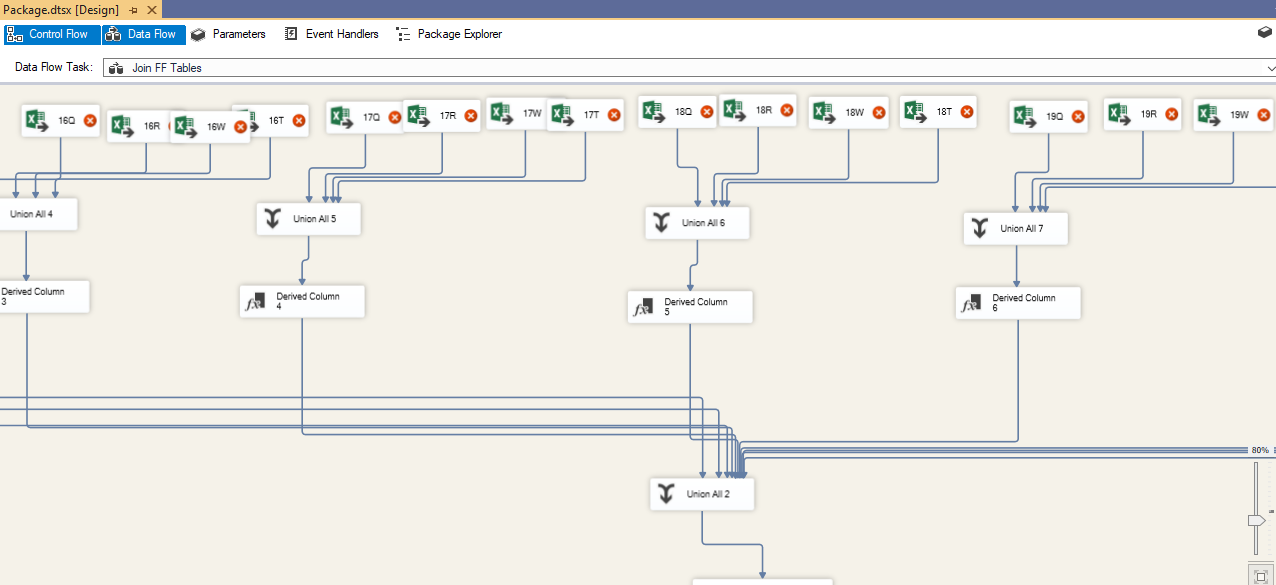 Package.dtsx [Design]
Control Flow
Data Flow
Parameters
Event Handlers
Package Explorer
Data Flow Task:
Join FF Tables
16Q
16R
16W
16T
17Q
17R
17W
17T
18Q
18R
18W
18T
19Q
19R
19W
Union All 4
Union All 5
Union All 6
Union All 7
Derived Column
3
Derived Column
4
Derived Column
5
Derived Column
6
80%
Union All 2